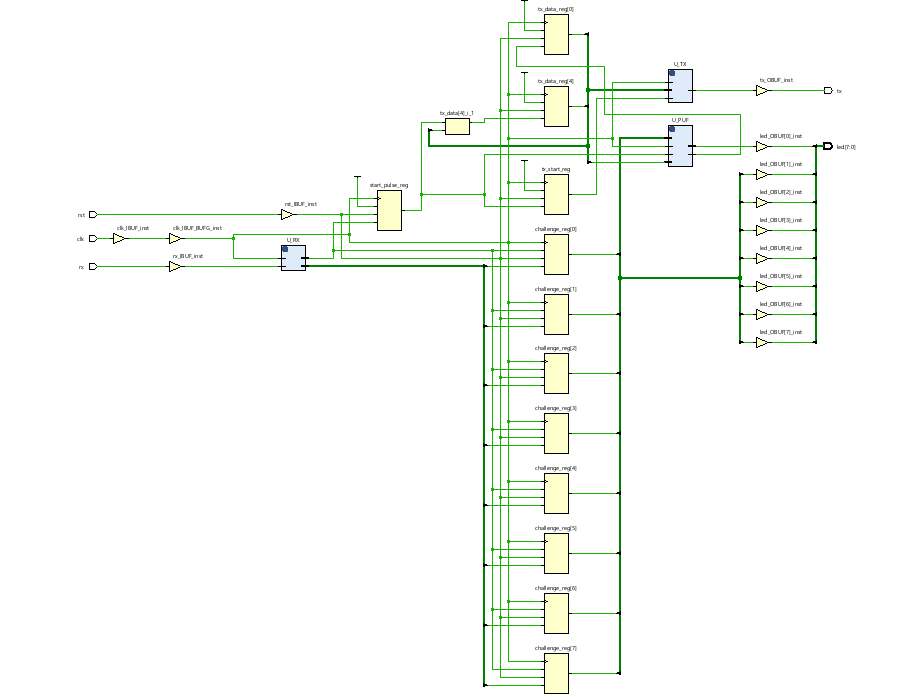 tx_data_reg[0]
U_TX
tx_OBUF_inst
tx
tx_data_reg[4]
tx_data[4]_i_1
U_PUF
led_OBUF[0]_inst
led[7:0]
led_OBUF[1]_inst
tx_start_reg
start_pulse_reg
led_OBUF[2]_inst
rst
rst_IBUF_inst
led_OBUF[3]_inst
clk
clk_IBUF_inst
clk_IBUF_BUFG_inst
U_RX
challenge_reg[0]
led_OBUF[4]_inst
rx
rx_IBUF_inst
led_OBUF[5]_inst
challenge_reg[1]
led_OBUF[6]_inst
led_OBUF[7]_inst
challenge_reg[2]
challenge_reg[3]
challenge_reg[4]
challenge_reg[5]
challenge_reg[6]
challenge_reg[7]